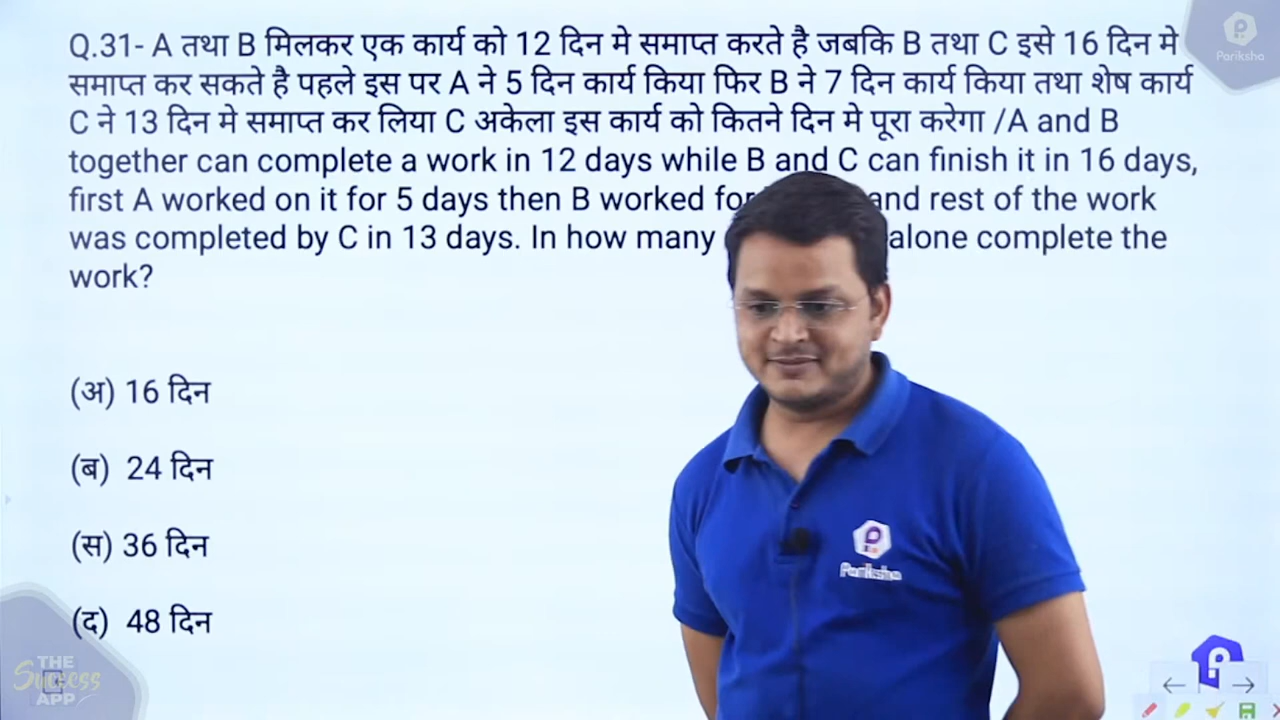 Q.31- A तथा B मिलकर एक कार्य को 12 दिन मे समाप्त करते है जबकि B तथा C इसे 16 दिन मे
समाप्त कर सकते है पहले इस पर A ने 5 दिन कार्य किया फिर B ने 7 दिन कार्य किया तथा शेष कार्य
C ने 13 दिन मे समाप्त कर लिया C अकेला इस कार्य को कितने दिन मे पूरा करेगा /A and B
together can complete a work in 12 days while B and C can finish it in 16 days,
first A worked on it for 5 days then B worked for and rest of the work
was completed by C in 13 days. In how many alone complete the
work?
(अ) 16 दिन
(ब) 24 दिन
(स) 36 दिन
(द) 48 दिन
Pariksha
Pariksha
THE
Success
APP